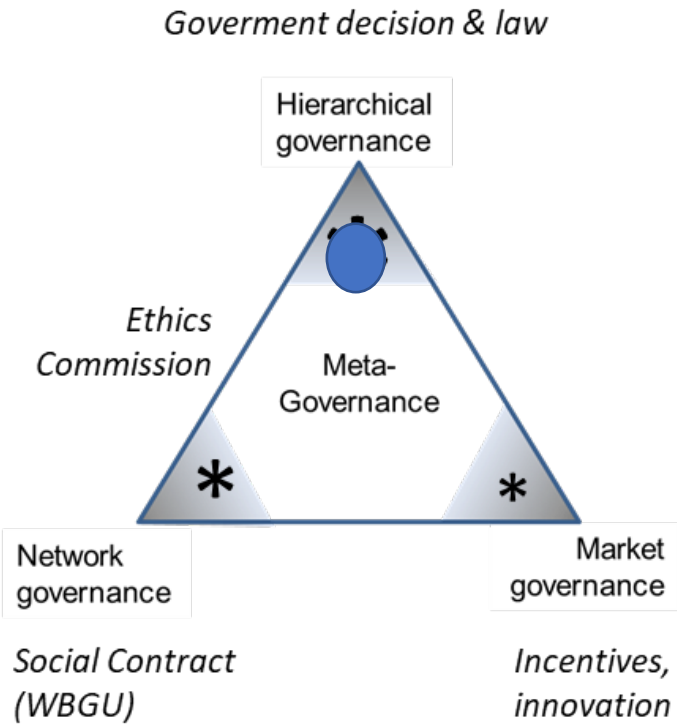 Goverment decision & law
Hierarchical
governance
Ethics
Commission
Meta-
Governance
*
*
Network
governance
Market
governance
Social Contract
(WBGU)
Incentives,
innovation